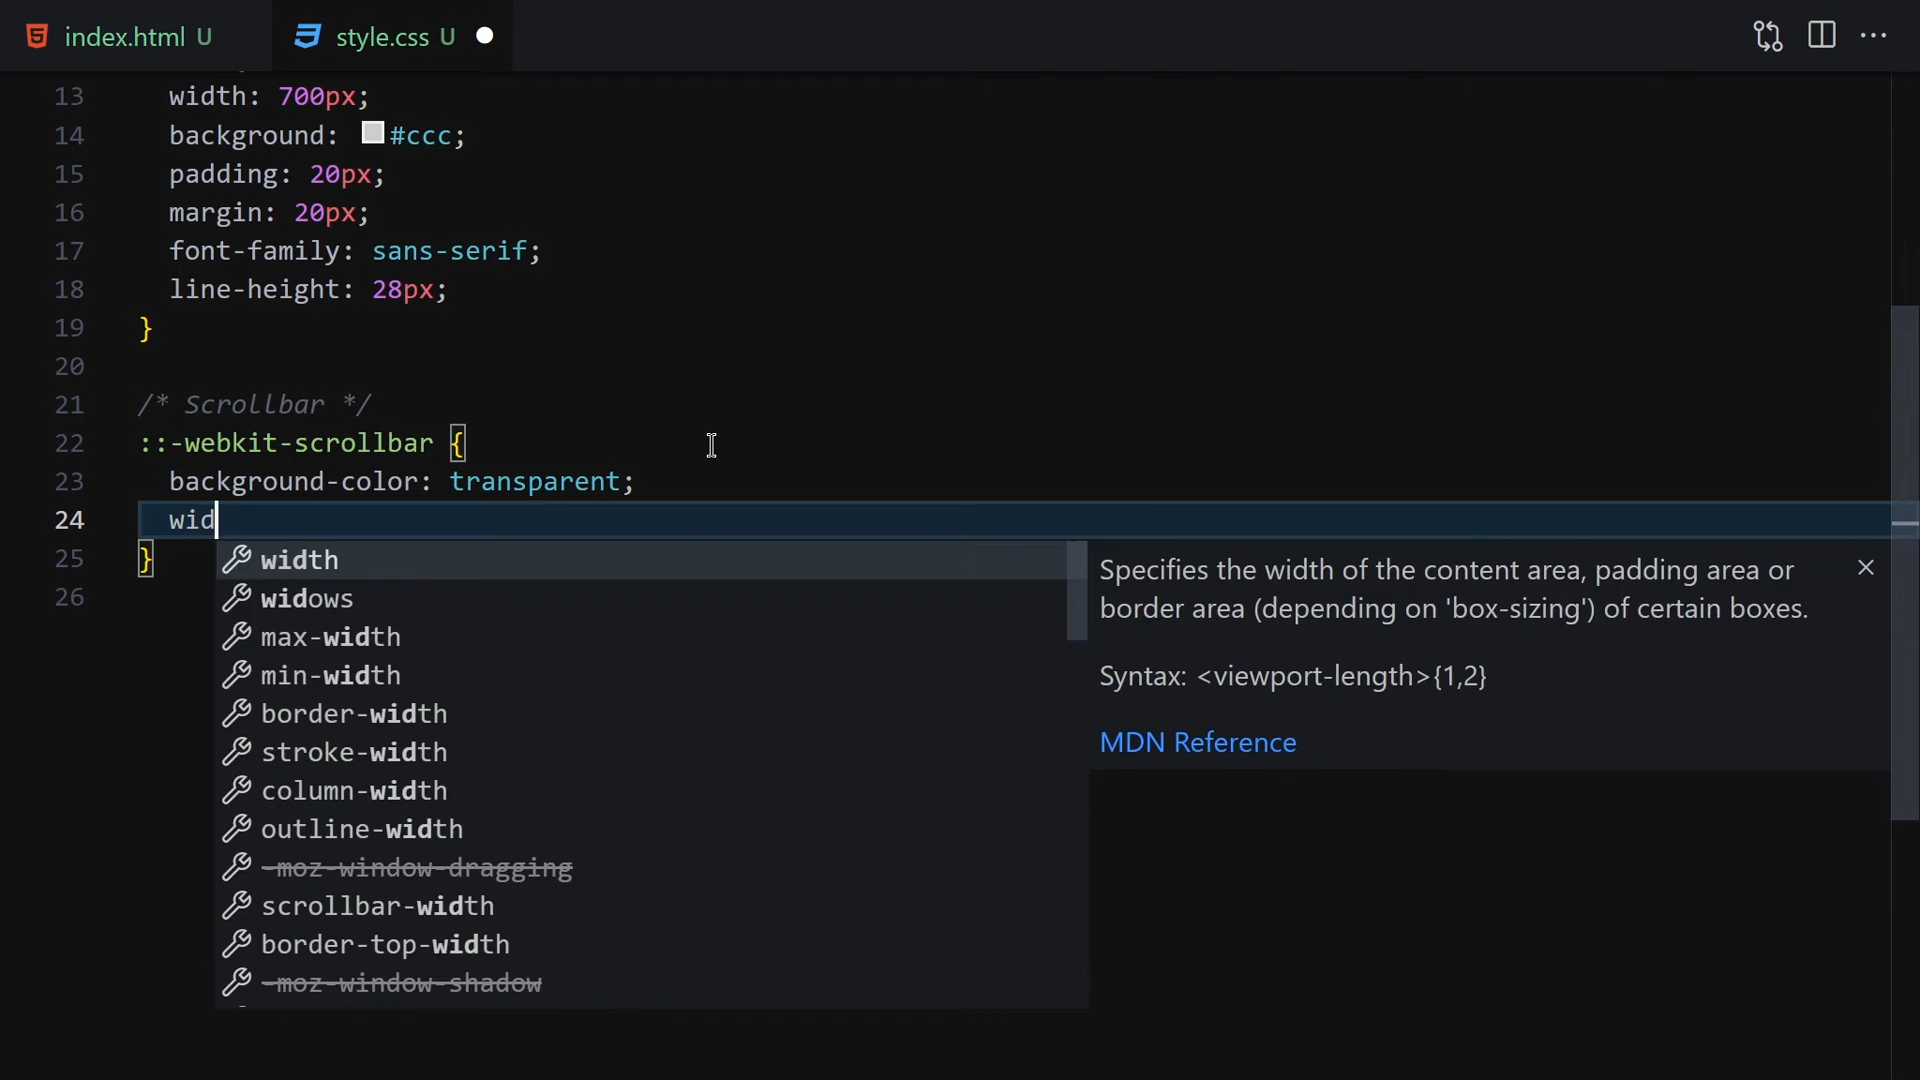 index.html U
style.css U
13 width: 700px;
14 background: #ccc;
15 padding: 20px;
16 margin: 20px;
17 font-family: sans-serif;
18 line-height: 28px;
19 }
20
21 /* Scrollbar */
22 ::-webkit-scrollbar {
23 background-color: transparent;
24 wid
25 }
26
width
widows
max-width
min-width
border-width
stroke-width
column-width
outline-width
-moz-window-dragging
scrollbar-width
border-top-width
-moz-window-shadow
Specifies the width of the content area, padding area or
border area (depending on 'box-sizing') of certain boxes.
Syntax: <viewport-length>{1,2}
MDN Reference